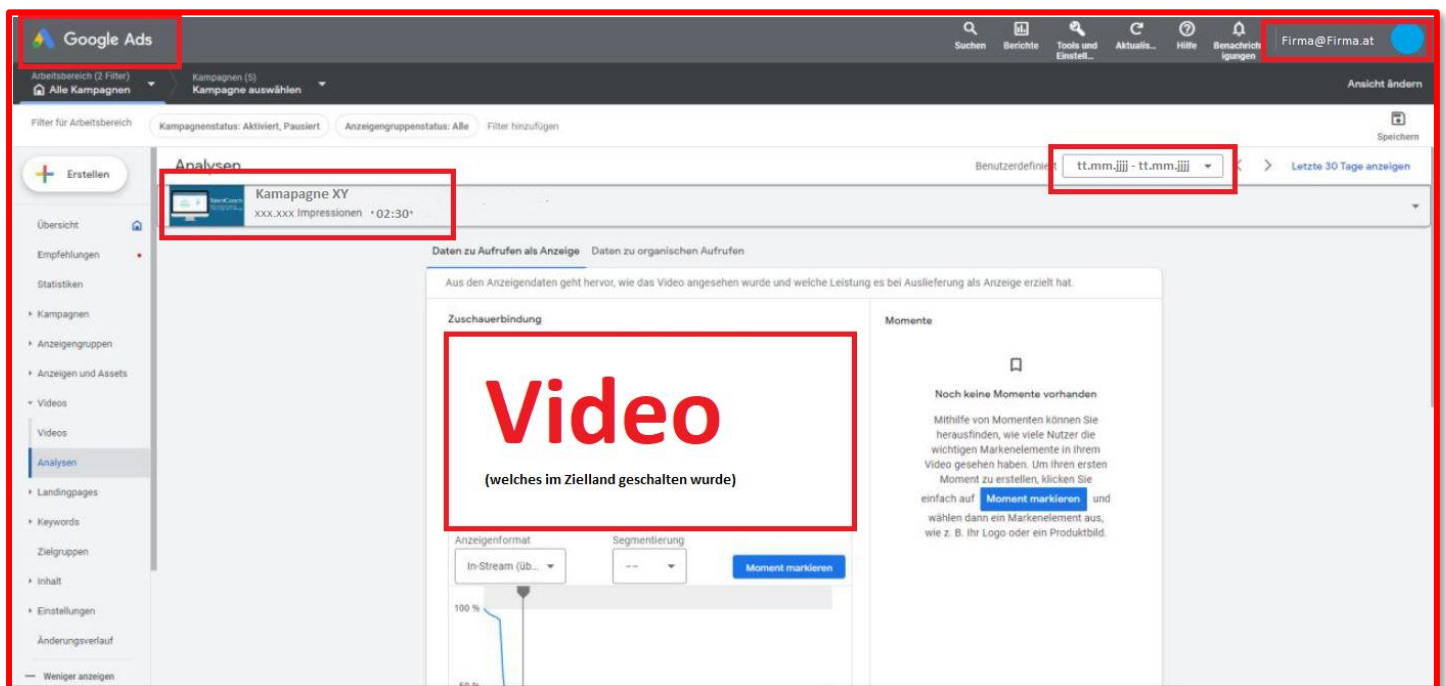 Google Ads
Suchen
Berichte
Tools und
Einstell...
Aktualis...
Hilfe
Benachrich
igungen
Firma@Firma.at
Arbeitsbereich (2 Filter)
Alle Kampagnen
Kampagnen (5)
Kampagne auswählen
Ansicht ändern
Filter für Arbeitsbereich
Kampagnenstatus: Aktiviert, Pausiert
Anzeigengruppenstatus: Alle
Filter hinzufügen
Speichern
Erstellen
Analysen
Benutzerdefiniert
tt.mm.jjjj - tt.mm.jjjj
Letzte 30 Tage anzeigen
Kamapagne XY
xxx.xxx Impressionen · 02:30 ·
Übersicht
Empfehlungen
Statistiken
Kampagnen
Anzeigengruppen
Anzeigen und Assets
Videos
Videos
Analysen
Landingpages
Keywords
Zielgruppen
Inhalt
Einstellungen
Änderungsverlauf
Weniger anzeigen
Daten zu Aufrufen als Anzeige
Daten zu organischen Aufrufen
Aus den Anzeigendaten geht hervor, wie das Video angesehen wurde und welche Leistung es bei Auslieferung als Anzeige erzielt hat.
Zuschauerbindung
Video
(welches im Zielland geschalten wurde)
Anzeigenformat
In-Stream (üb...
Segmentierung
--
Moment markieren
100 %
50 %
Momente
Noch keine Momente vorhanden
Mithilfe von Momenten können Sie
herausfinden, wie viele Nutzer die
wichtigen Markenelemente in Ihrem
Video gesehen haben. Um Ihren ersten
Moment zu erstellen, klicken Sie
einfach auf Moment markieren und
wählen dann ein Markenelement aus,
wie z. B. Ihr Logo oder ein Produktbild.